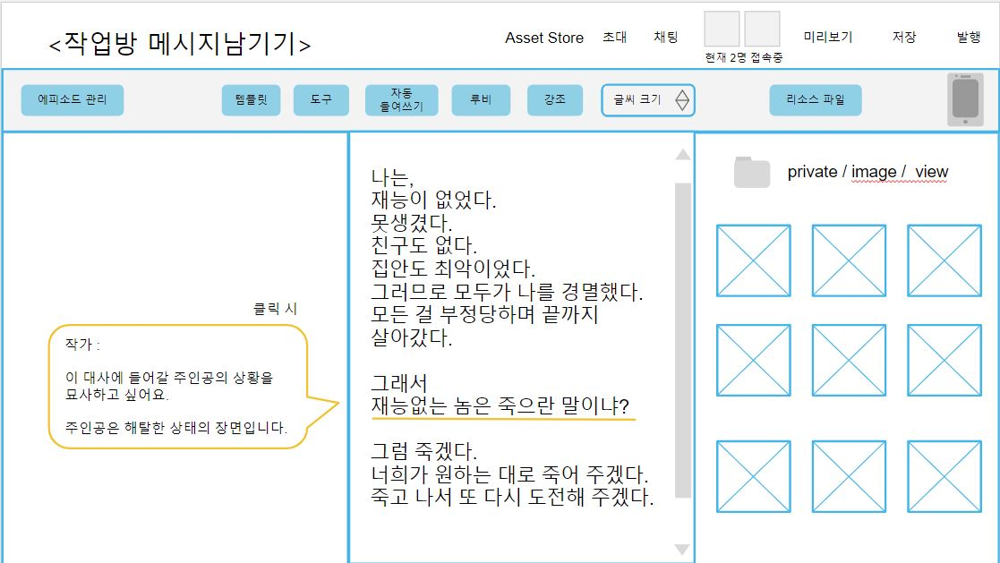 <작업방 메시지남기기>
Asset Store
초대
채팅
현재 2명 접속중
미리보기
저장
발행
에피소드 관리
템플릿
도구
자동
들여쓰기
루비
강조
글씨 크기
리소스 파일
클릭 시
작가 :
이 대사에 들어갈 주인공의 상황을
묘사하고 싶어요.
주인공은 해탈한 상태의 장면입니다.
나는,
재능이 없었다.
못생겼다.
친구도 없다.
집안도 최악이었다.
그러므로 모두가 나를 경멸했다.
모든 걸 부정당하며 끝까지
살아갔다.
그래서
재능없는 놈은 죽으란 말이냐?
그럼 죽겠다.
너희가 원하는 대로 죽어 주겠다.
죽고 나서 또 다시 도전해 주겠다.
private / image /  view